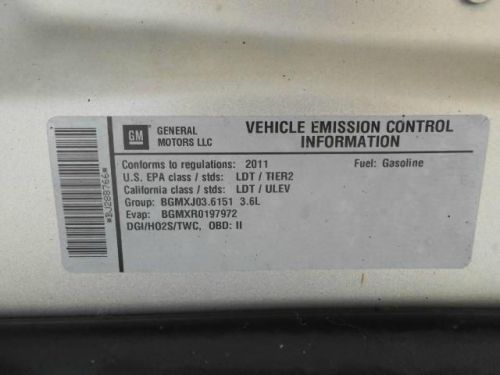 GM
GENERAL
MOTORS LLC
VEHICLE EMISSION CONTROL
INFORMATION
Conforms to regulations: 2011 Fuel: Gasoline
U.S. EPA class / stds: LDT / TIER2
California class / stds: LDT / ULEV
Group: BGMXJ03.6151 3.6L
Evap: BGMXR0197972
DGI/HO2S/TWC, OBD: II
*BJ288766*